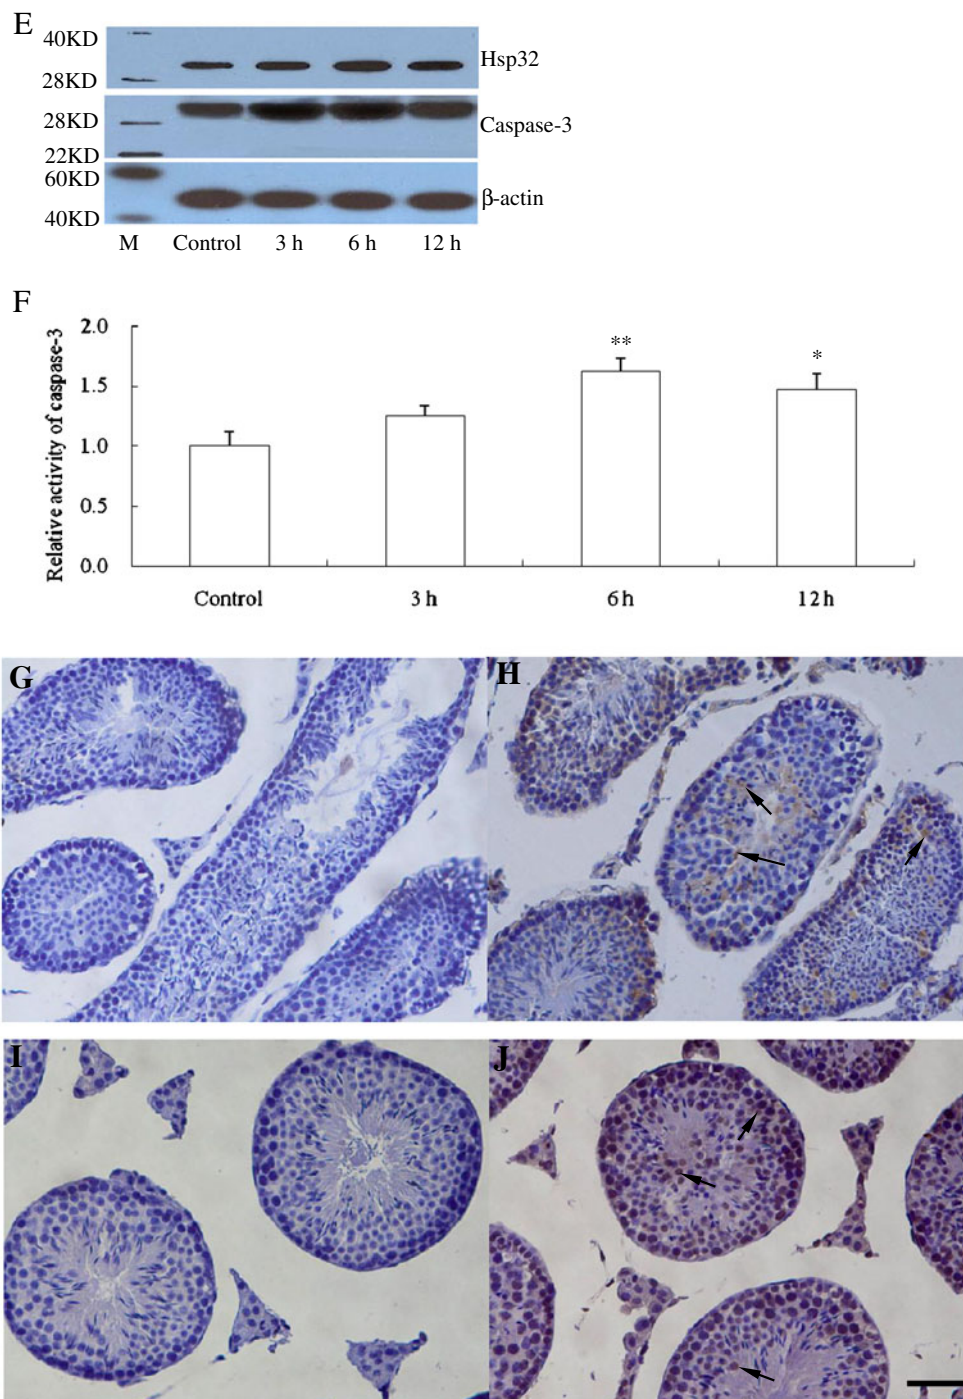 E
40KD
Hsp32
28KD
28KD
Caspase-3
22KD
60KD
β-actin
40KD
M Control 3 h 6 h 12 h
F
Relative activity of caspase-3
2.0
1.5
1.0
0.5
0.0
** *
Control 3 h 6 h 12 h
G H
I J